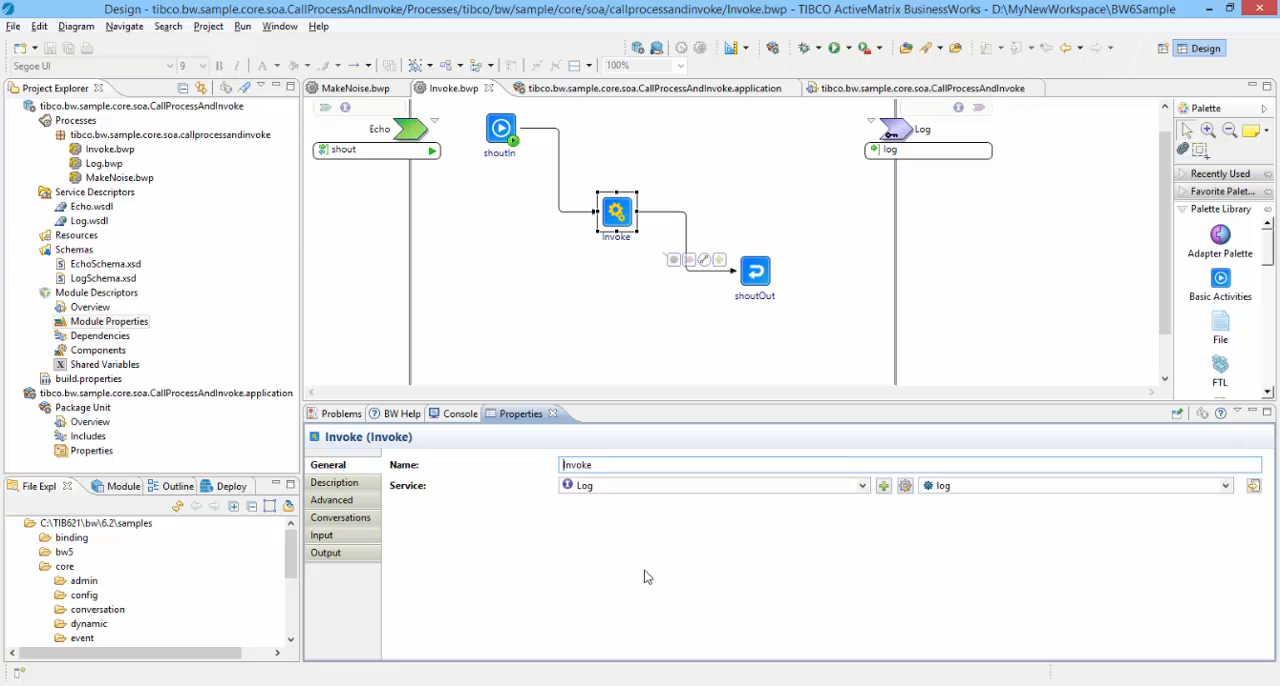 Design - tibco.bw.sample.core.soa.CallProcessAndInvoke/Processes/tibco/bw/sample/core/soa/callprocessandinvoke/Invoke.bwp - TIBCO ActiveMatrix BusinessWorks - D:\MyNewWorkspace\BW6Sample
File Edit Diagram Navigate Search Project Run Window Help
Design
Segoe UI 9 B I A 100%
Project Explorer
MakeNoise.bwp Invoke.bwp tibco.bw.sample.core.soa.CallProcessAndInvoke.application tibco.bw.sample.core.soa.CallProcessAndInvoke
tibco.bw.sample.core.soa.CallProcessAndInvoke
Processes
tibco.bw.sample.core.soa.callprocessandinvoke
Invoke.bwp
Log.bwp
MakeNoise.bwp
Service Descriptors
Echo.wsdl
Log.wsdl
Resources
Schemas
EchoSchema.xsd
LogSchema.xsd
Module Descriptors
Overview
Module Properties
Dependencies
Components
Shared Variables
build.properties
tibco.bw.sample.core.soa.CallProcessAndInvoke.application
Package Unit
Overview
Includes
Properties
Echo
shout
shoutIn
Invoke
shoutOut
Log
log
Palette
Recently Used
Favorite Palet...
Palette Library
Adapter Palette
Basic Activities
File
FTL
File Expl Module Outline Deploy
C:\TIB621\bw\6.2\samples
binding
bw5
core
admin
config
conversation
dynamic
event
Problems BW Help Console Properties
Invoke (Invoke)
General
Description
Advanced
Conversations
Input
Output
Name: Invoke
Service: Log log